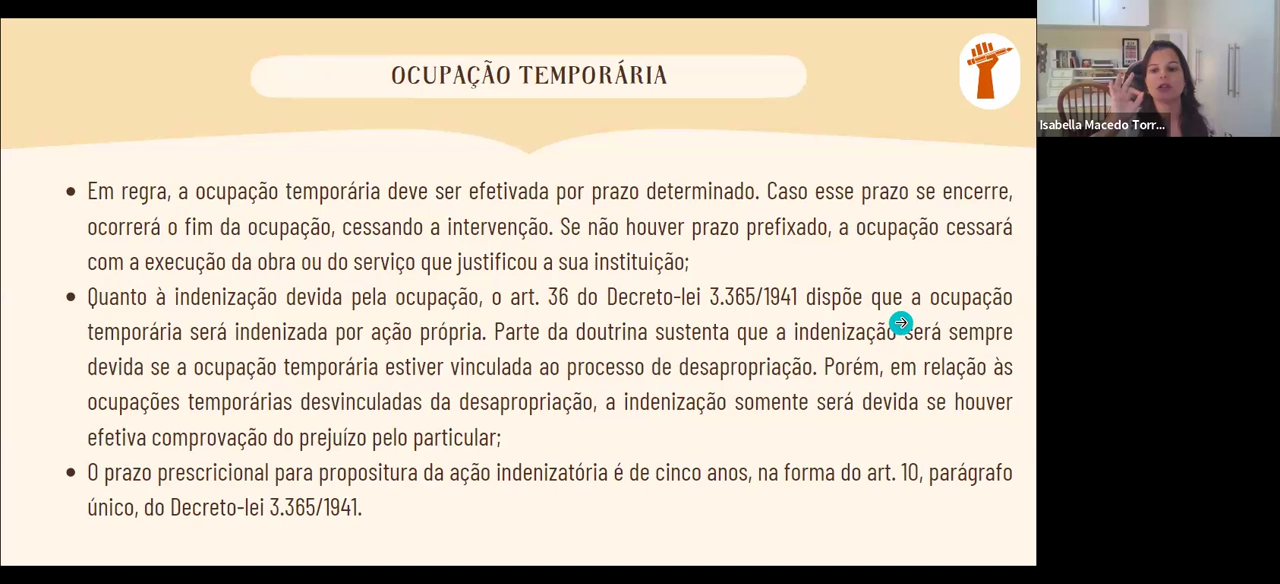 OCUPAÇÃO TEMPORÁRIA
Isabella Macedo Torr...
Em regra, a ocupação temporária deve ser efetivada por prazo determinado. Caso esse prazo se encerre,
ocorrerá o fim da ocupação, cessando a intervenção. Se não houver prazo prefixado, a ocupação cessará
com a execução da obra ou do serviço que justificou a sua instituição;
Quanto à indenização devida pela ocupação, o art. 36 do Decreto-lei 3.365/1941 dispõe que a ocupação
temporária será indenizada por ação própria. Parte da doutrina sustenta que a indenização será sempre
devida se a ocupação temporária estiver vinculada ao processo de desapropriação. Porém, em relação às
ocupações temporárias desvinculadas da desapropriação, a indenização somente será devida se houver
efetiva comprovação do prejuízo pelo particular;
O prazo prescricional para propositura da ação indenizatória é de cinco anos, na forma do art. 10, parágrafo
único, do Decreto-lei 3.365/1941.